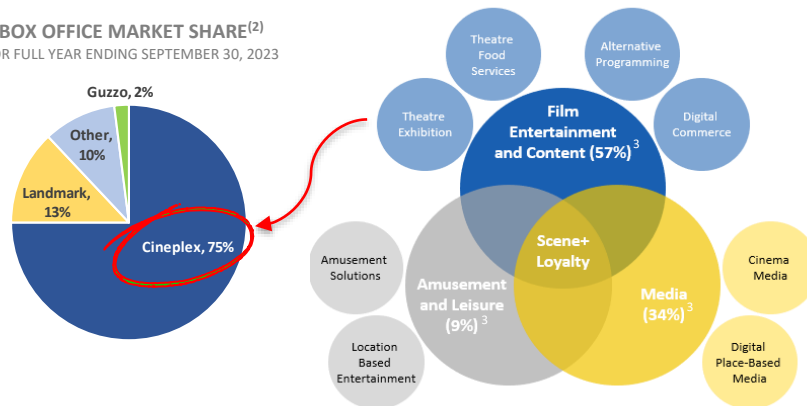 BOX OFFICE MARKET SHARE(2)
OR FULL YEAR ENDING SEPTEMBER 30, 2023
Guzzo, 2%
Other,
10%
Landmark,
13%
Cineplex, 75%
Theatre
Food
Services
Alternative
Programming
Theatre
Exhibition
Digital
Commerce
Film
Entertainment
and Content (57%)3
Scene+
Loyalty
Amusement
Solutions
Amusement
and Leisure
(9%) 3
Location
Based
Entertainment
Media
(34%)3
Cinema
Media
Digital
Place-Based
Media